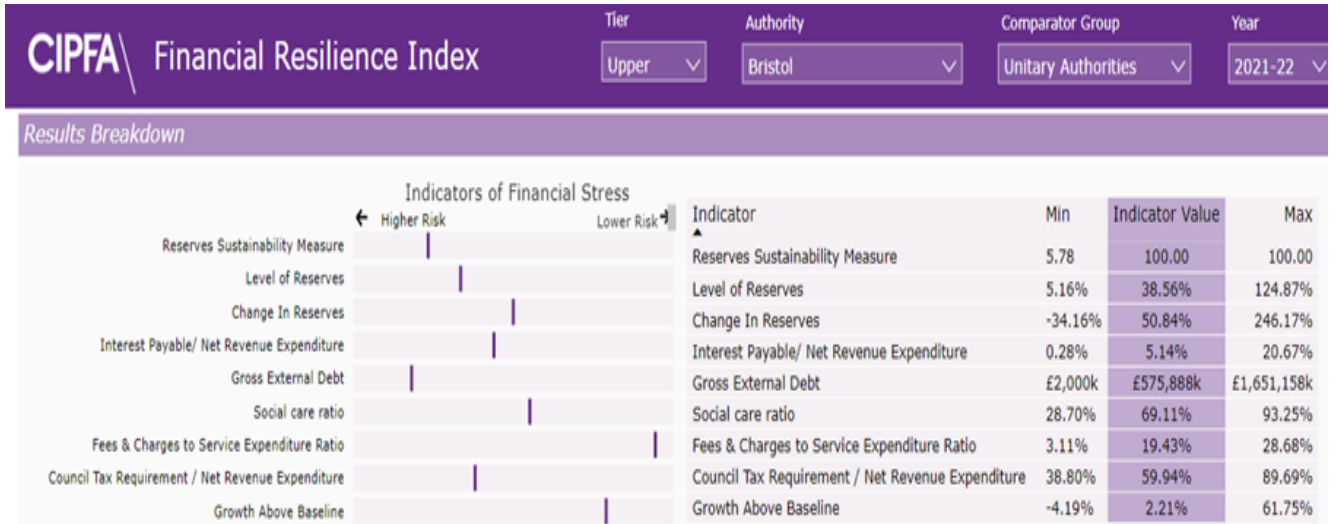 CIPFA Financial Resilience Index
Tier Authority Comparator Group Year
Upper Bristol Unitary Authorities 2021-22
Results Breakdown
Indicators of Financial Stress
← Higher Risk Lower Risk
Reserves Sustainability Measure
Level of Reserves
Change In Reserves
Interest Payable/ Net Revenue Expenditure
Gross External Debt
Social care ratio
Fees & Charges to Service Expenditure Ratio
Council Tax Requirement / Net Revenue Expenditure
Growth Above Baseline
Indicator Min Indicator Value Max
Reserves Sustainability Measure 5.78 100.00 100.00
Level of Reserves 5.16% 38.56% 124.87%
Change In Reserves -34.16% 50.84% 246.17%
Interest Payable/ Net Revenue Expenditure 0.28% 5.14% 20.67%
Gross External Debt £2,000k £575,888k £1,651,158k
Social care ratio 28.70% 69.11% 93.25%
Fees & Charges to Service Expenditure Ratio 3.11% 19.43% 28.68%
Council Tax Requirement / Net Revenue Expenditure 38.80% 59.94% 89.69%
Growth Above Baseline -4.19% 2.21% 61.75%